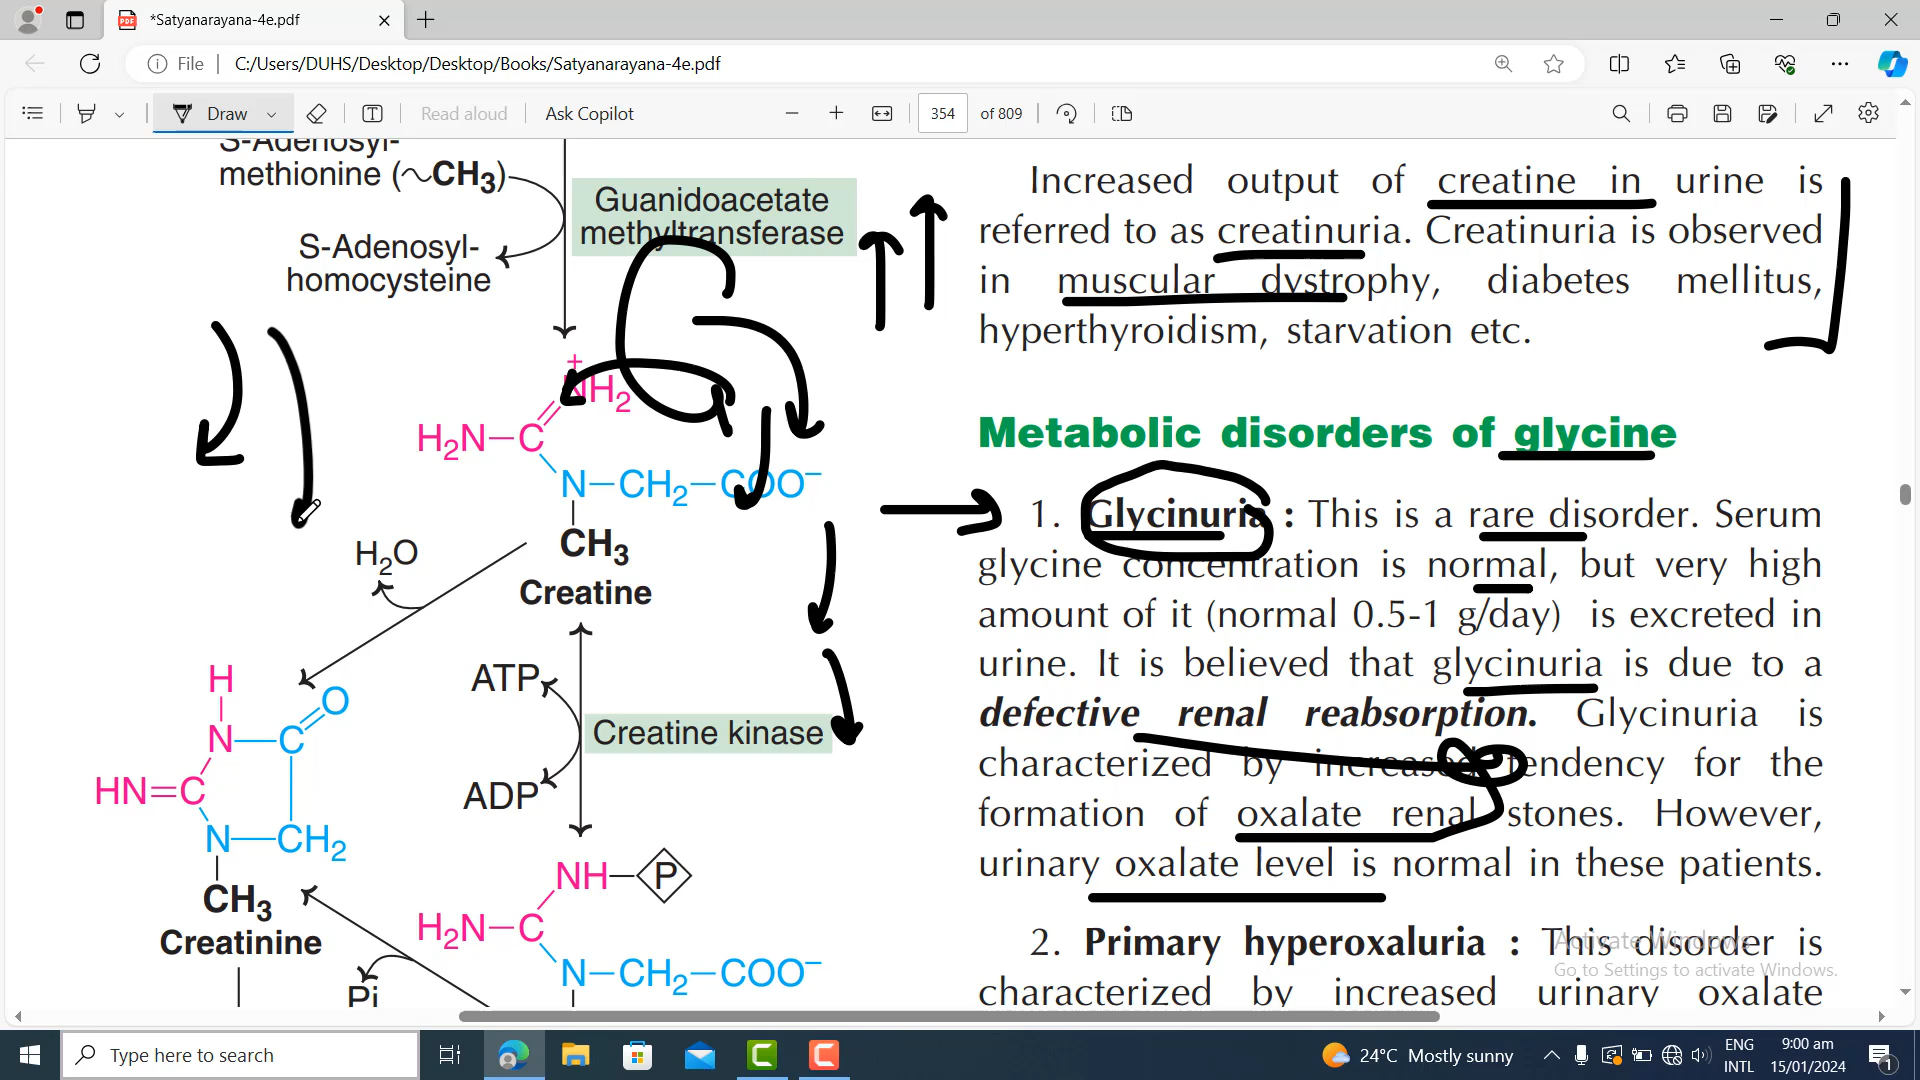 *Satyanarayana-4e.pdf
File
C:/Users/DUHS/Desktop/Desktop/Books/Satyanarayana-4e.pdf
Draw
Read aloud
Ask Copilot
354 of 809
S-Adenosyl-
methionine (~CH3)
Guanidoacetate
methyltransferase
S-Adenosyl-
homocysteine
+
NH2
H2N–C
N–CH2–COO–
CH3
Creatine
H2O
ATP
Creatine kinase
ADP
H
O
N–C
HN=C
N–CH2
CH3
Creatinine
Pi
NH–P
H2N–C
N–CH2–COO–
Increased output of creatine in urine is
referred to as creatinuria. Creatinuria is observed
in muscular dystrophy, diabetes mellitus,
hyperthyroidism, starvation etc.
Metabolic disorders of glycine
1. Glycinuria : This is a rare disorder. Serum
glycine concentration is normal, but very high
amount of it (normal 0.5-1 g/day) is excreted in
urine. It is believed that glycinuria is due to a
defective renal reabsorption. Glycinuria is
characterized by increased tendency for the
formation of oxalate renal stones. However,
urinary oxalate level is normal in these patients.
2. Primary hyperoxaluria : This disorder is
characterized by increased urinary oxalate
Activate Windows
Go to Settings to activate Windows.
Type here to search
24°C Mostly sunny
ENG
INTL
9:00 am
15/01/2024
1